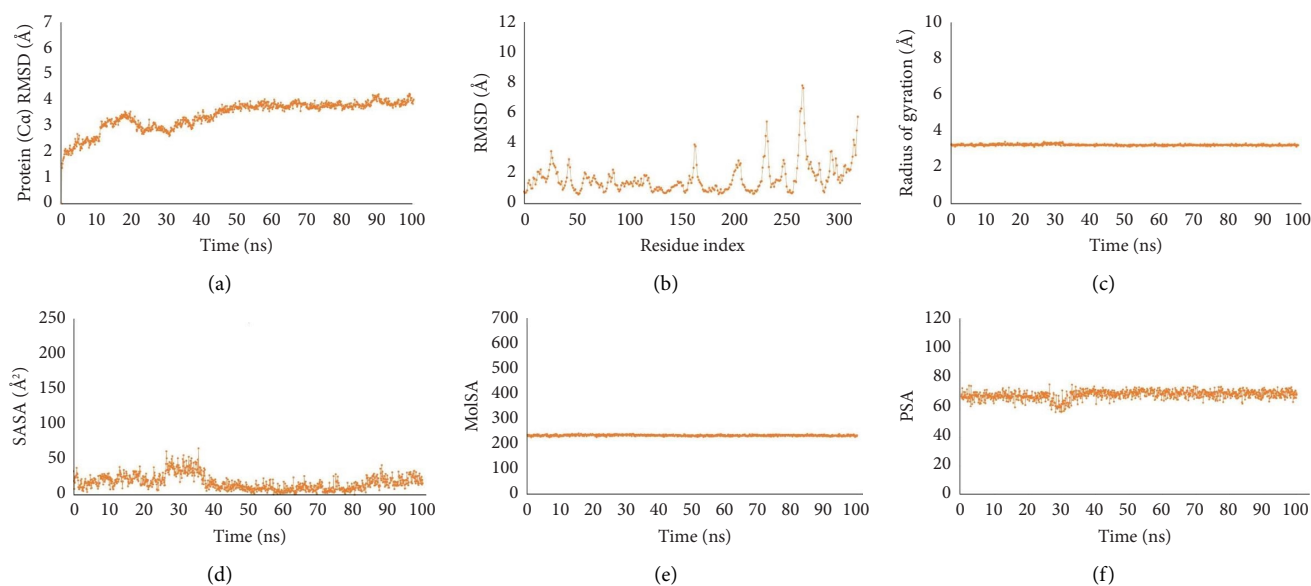 Protein (Cα) RMSD (Å)
7
6
5
4
3
2
1
0
0 10 20 30 40 50 60 70 80 90 100
Time (ns)
(a)
RMSD (Å)
12
10
8
6
4
2
0
0 50 100 150 200 250 300
Residue index
(b)
Radius of gyration (Å)
10
8
6
4
2
0
0 10 20 30 40 50 60 70 80 90 100
Time (ns)
(c)
SASA (Å²)
250
200
150
100
50
0
0 10 20 30 40 50 60 70 80 90 100
Time (ns)
(d)
MolSA
700
600
500
400
300
200
100
0
0 10 20 30 40 50 60 70 80 90 100
Time (ns)
(e)
PSA
120
100
80
60
40
20
0
0 10 20 30 40 50 60 70 80 90 100
Time (ns)
(f)